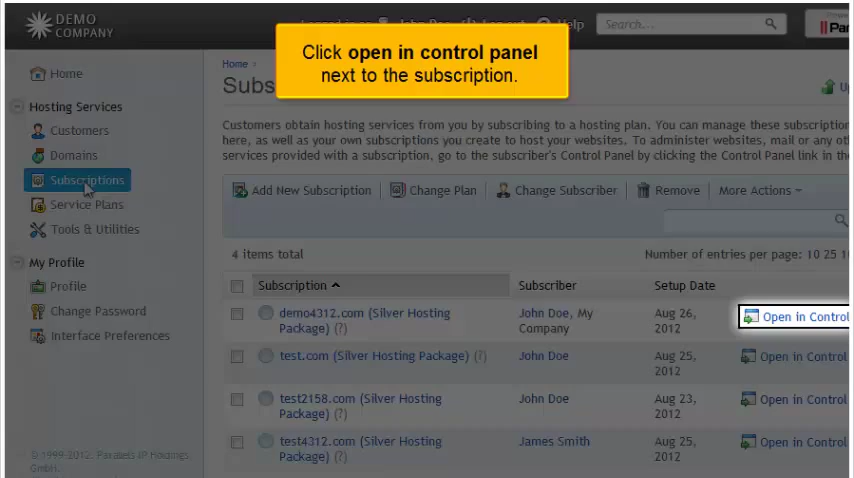 DEMO
COMPANY
John Doe
Log out
Help
Search...
Click open in control panel
next to the subscription.
Home
Hosting Services
Customers
Domains
Subscriptions
Service Plans
Tools & Utilities
My Profile
Profile
Change Password
Interface Preferences
© 1999-2012. Parallels IP Holdings
GmbH.
Home ›
Subs
Customers obtain hosting services from you by subscribing to a hosting plan. You can manage these subscription
here, as well as your own subscriptions you create to host your websites. To administer websites, mail or any
services provided with a subscription, go to the subscriber's Control Panel by clicking the Control Panel link in the
Add New Subscription
Change Plan
Change Subscriber
Remove
More Actions
4 items total
Number of entries per page: 10 25
Subscription
Subscriber
Setup Date
demo4312.com (Silver Hosting
Package) (?)
John Doe, My
Company
Aug 26,
2012
Open in Control
test.com (Silver Hosting Package) (?)
John Doe
Aug 25,
2012
Open in Control
test2158.com (Silver Hosting
Package) (?)
John Doe
Aug 23,
2012
Open in Control
test4312.com (Silver Hosting
Package) (?)
James Smith
Aug 25,
2012
Open in Control